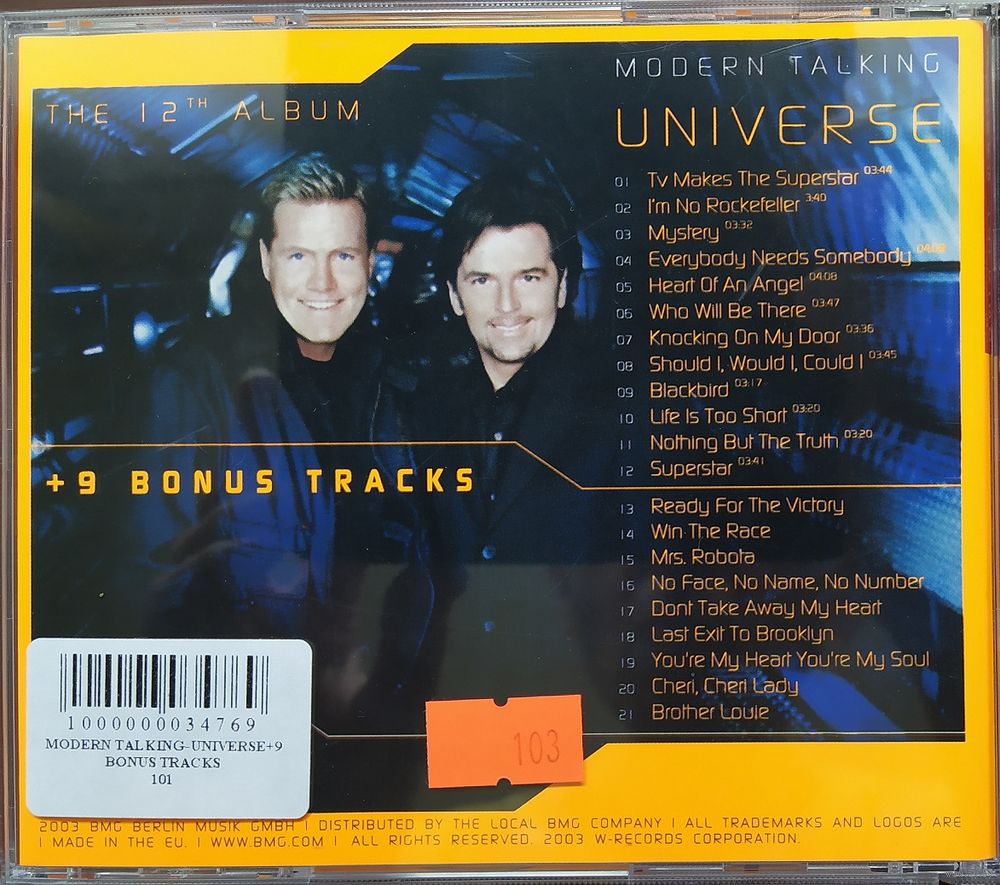 MODERN TALKING
THE 12TH ALBUM
UNIVERSE
01 Tv Makes The Superstar 03:44
02 I'm No Rockefeller 3:40
03 Mystery 03:32
04 Everybody Needs Somebody
05 Heart Of An Angel 04:08
06 Who Will Be There 03:47
07 Knocking On My Door 03:36
08 Should I, Would I, Could I 03:45
09 Blackbird 03:17
10 Life Is Too Short 03:20
11 Nothing But The Truth 03:20
12 Superstar 03:41
+9 BONUS TRACKS
13 Ready For The Victory
14 Win The Race
15 Mrs. Robota
16 No Face, No Name, No Number
17 Dont Take Away My Heart
18 Last Exit To Brooklyn
19 You're My Heart You're My Soul
20 Cheri, Cheri Lady
21 Brother Louie
1000000034769
MODERN TALKING-UNIVERSE+9
BONUS TRACKS
101
103
2003 BMG BERLIN MUSIK GMBH | DISTRIBUTED BY THE LOCAL BMG COMPANY | ALL TRADEMARKS AND LOGOS ARE
| MADE IN THE EU. | WWW.BMG.COM | ALL RIGHTS RESERVED. 2003 W-RECORDS CORPORATION.